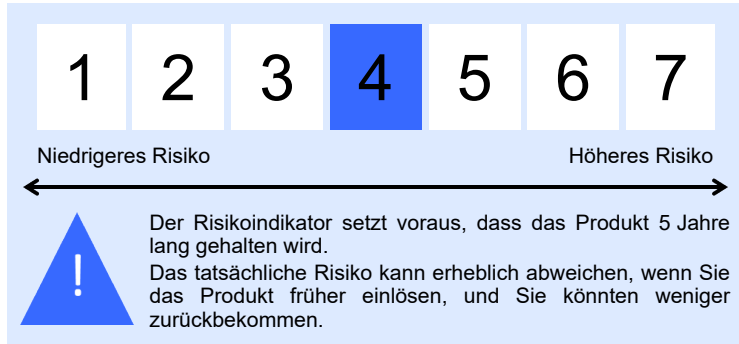 1 2 3 4 5 6 7
Niedrigeres Risiko Höheres Risiko
Der Risikoindikator setzt voraus, dass das Produkt 5 Jahre
lang gehalten wird.
Das tatsächliche Risiko kann erheblich abweichen, wenn Sie
das Produkt früher einlösen, und Sie könnten weniger
zurückbekommen.
!